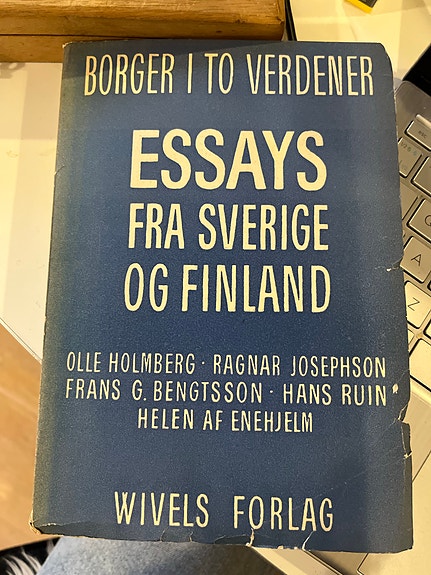 BORGER I TO VERDENER
ESSAYS
FRA SVERIGE
OG FINLAND
OLLE HOLMBERG · RAGNAR JOSEPHSON
FRANS G. BENGTSSON · HANS RUIN
HELEN AF ENEHJELM
WIVELS FORLAG
Q
A
Z